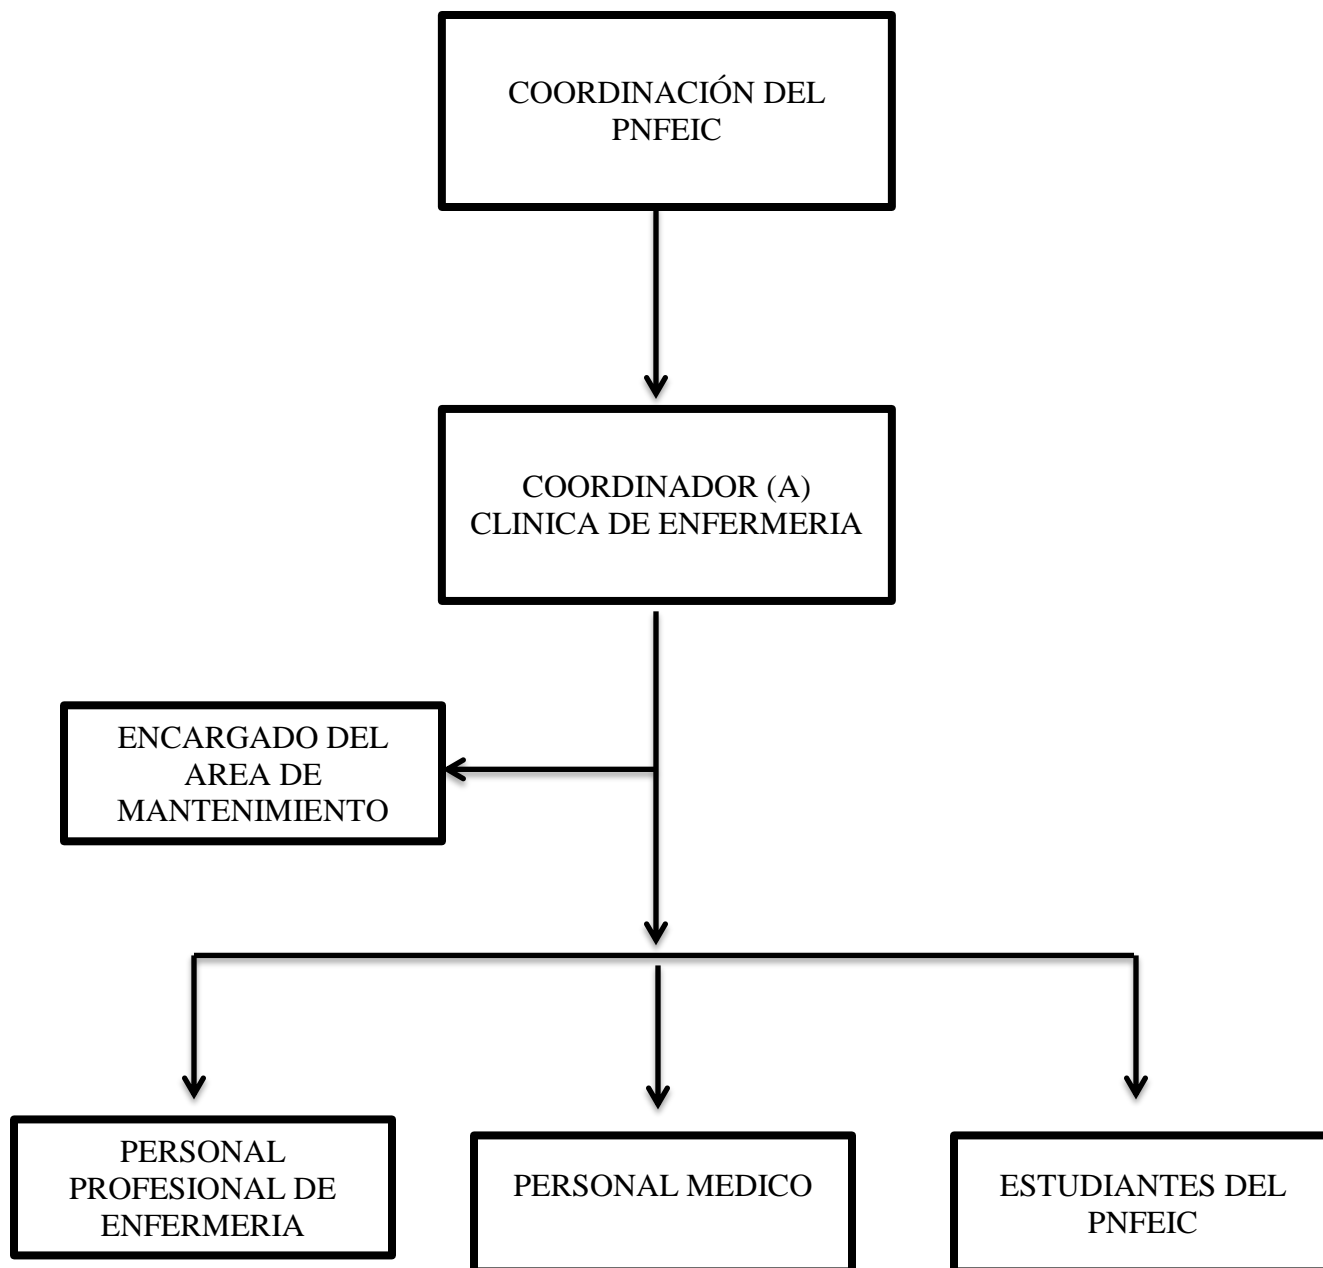 COORDINACIÓN DEL
PNFEIC
COORDINADOR (A)
CLINICA DE ENFERMERIA
ENCARGADO DEL
AREA DE
MANTENIMIENTO
PERSONAL
PROFESIONAL DE
ENFERMERIA
PERSONAL MEDICO
ESTUDIANTES DEL
PNFEIC